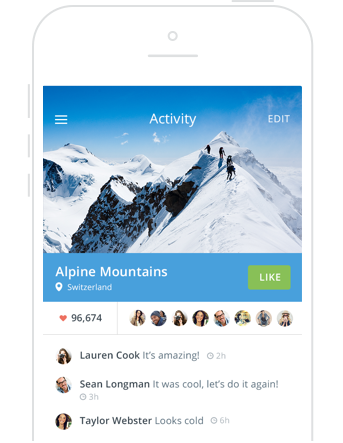 Activity
EDIT
Alpine Mountains
LIKE
Switzerland
96,674
Lauren Cook It's amazing! 2h
Sean Longman It was cool, let's do it again!
3h
Taylor Webster Looks cold 6h